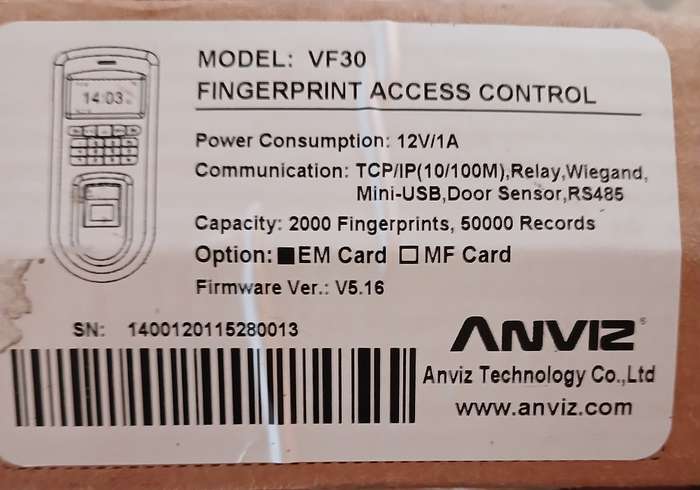 MODEL: VF30
FINGERPRINT ACCESS CONTROL
14:03
Power Consumption: 12V/1A
Communication: TCP/IP(10/100M),Relay,Wiegand,
Mini-USB,Door Sensor,RS485
Capacity: 2000 Fingerprints, 50000 Records
Option: ■EM Card □MF Card
Firmware Ver.: V5.16
SN: 1400120115280013
ANVIZ
Anviz Technology Co.,Ltd
www.anviz.com